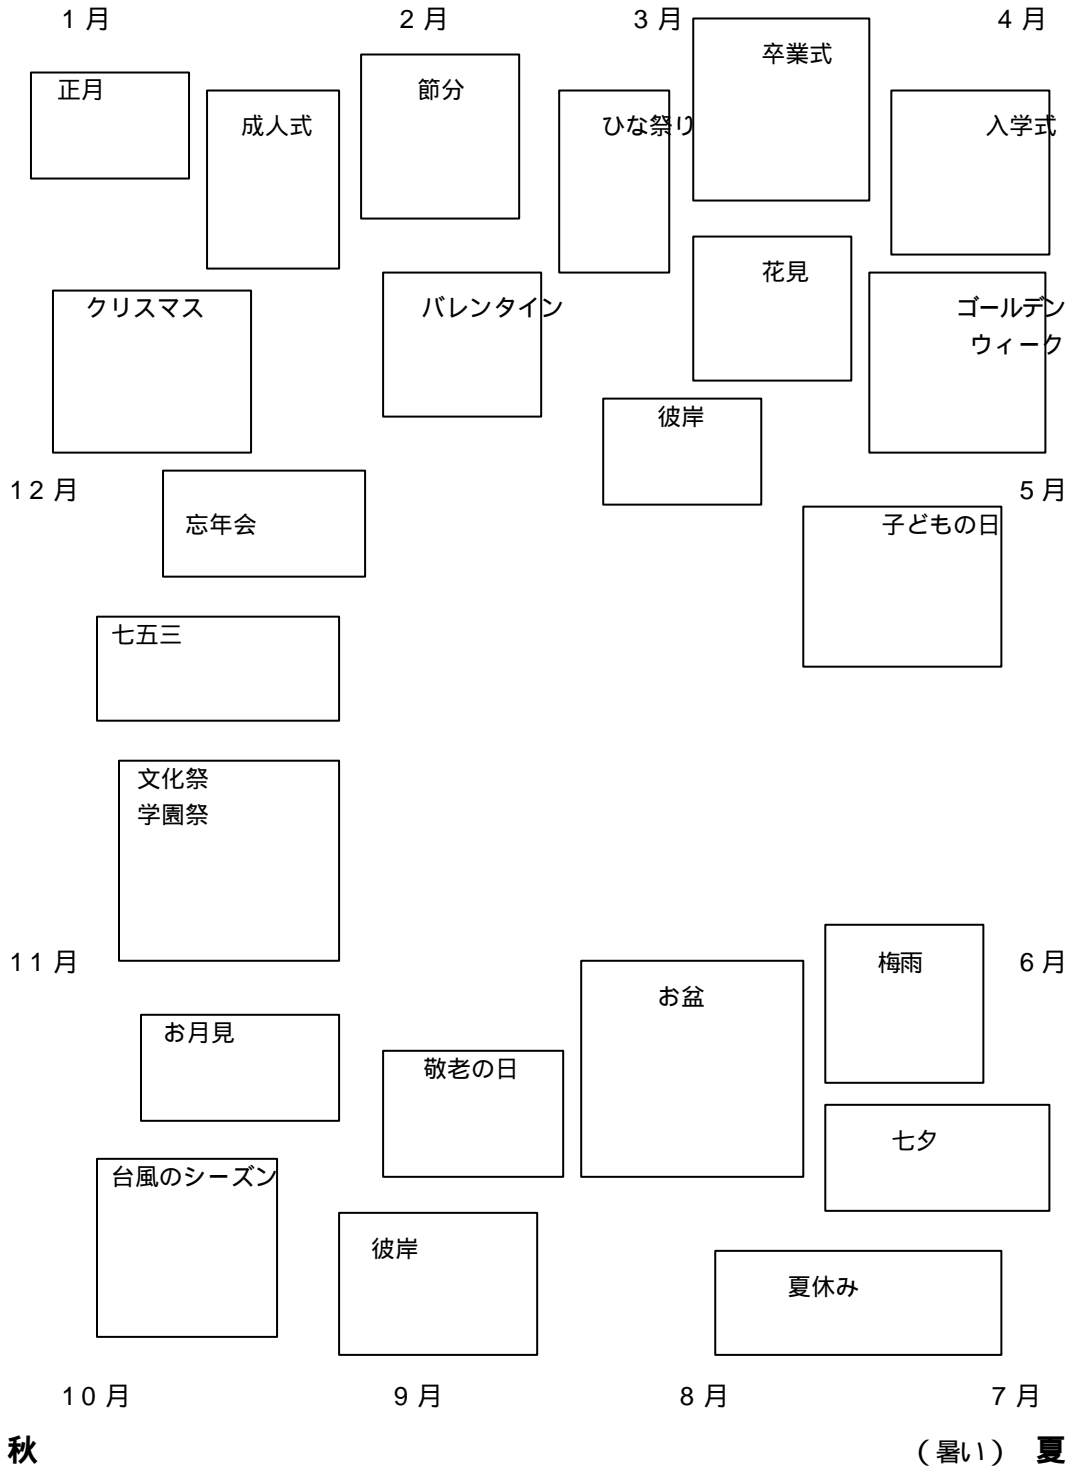 1月 2月 3月 4月
卒業式
正月 節分
成人式 ひな祭り 入学式
花見
クリスマス バレンタイン ゴールデン
ウィーク
彼岸
12月 5月
忘年会 子どもの日
七五三
文化祭
学園祭
11月 梅雨 6月
お盆
お月見
敬老の日
七夕
台風のシーズン
彼岸
夏休み
10月 9月 8月 7月
秋 (暑い) 夏